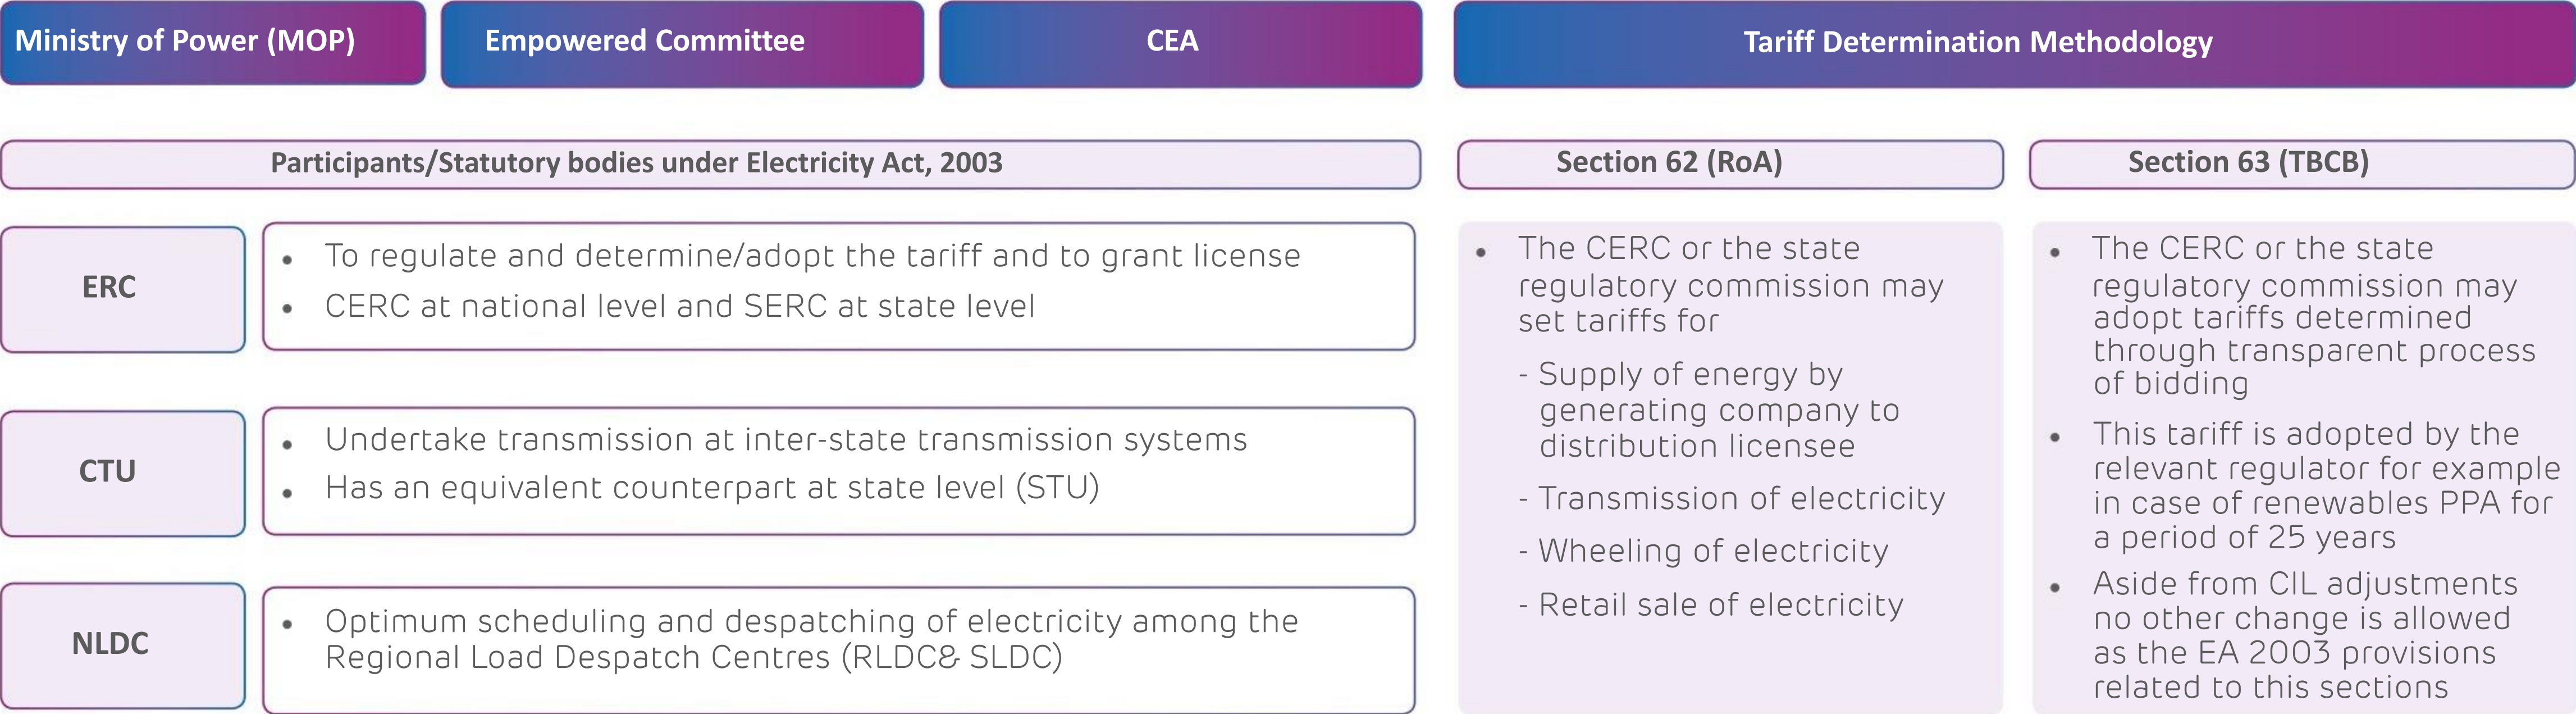 Ministry of Power (MOP)
Empowered Committee
CEA
Tariff Determination Methodology
Participants/Statutory bodies under Electricity Act, 2003
ERC
• To regulate and determine/adopt the tariff and to grant license
• CERC at national level and SERC at state level
CTU
• Undertake transmission at inter-state transmission systems
• Has an equivalent counterpart at state level (STU)
NLDC
• Optimum scheduling and despatching of electricity among the
Regional Load Despatch Centres (RLDC& SLDC)
Section 62 (RoA)
• The CERC or the state
regulatory commission may
set tariffs for
- Supply of energy by
generating company to
distribution licensee
- Transmission of electricity
- Wheeling of electricity
- Retail sale of electricity
Section 63 (TBCB)
• The CERC or the state
regulatory commission may
adopt tariffs determined
through transparent process
of bidding
• This tariff is adopted by the
relevant regulator for example
in case of renewables PPA for
a period of 25 years
• Aside from CIL adjustments
no other change is allowed
as the EA 2003 provisions
related to this sections